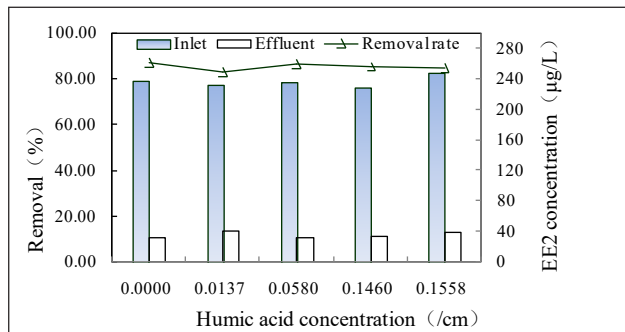 Inlet Effluent Removal rate
100.00
80.00
60.00
40.00
20.00
0.00
Removal（%）
280
240
200
160
120
80
40
0
EE2 concentration（μg/L）
0.0000 0.0137 0.0580 0.1460 0.1558
Humic acid concentration（/cm）